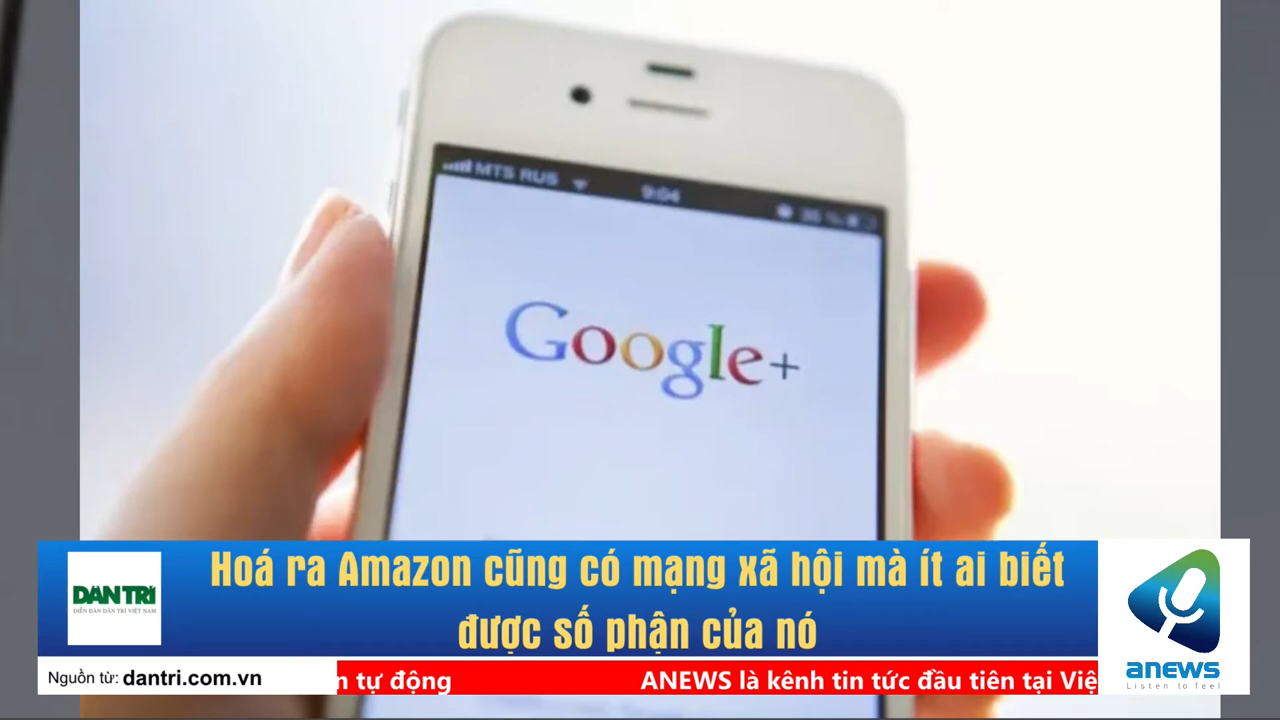 MTS RUS 9:04
Google+
Hoá ra Amazon cũng có mạng xã hội mà ít ai biết
được số phận của nó
DÂN TRÍ
DIỄN ĐÀN DÂN TRÍ VIỆT NAM
Nguồn từ: dantri.com.vn
n tự động
ANEWS là kênh tin tức đầu tiên tại Việ
anews
Listen to feel